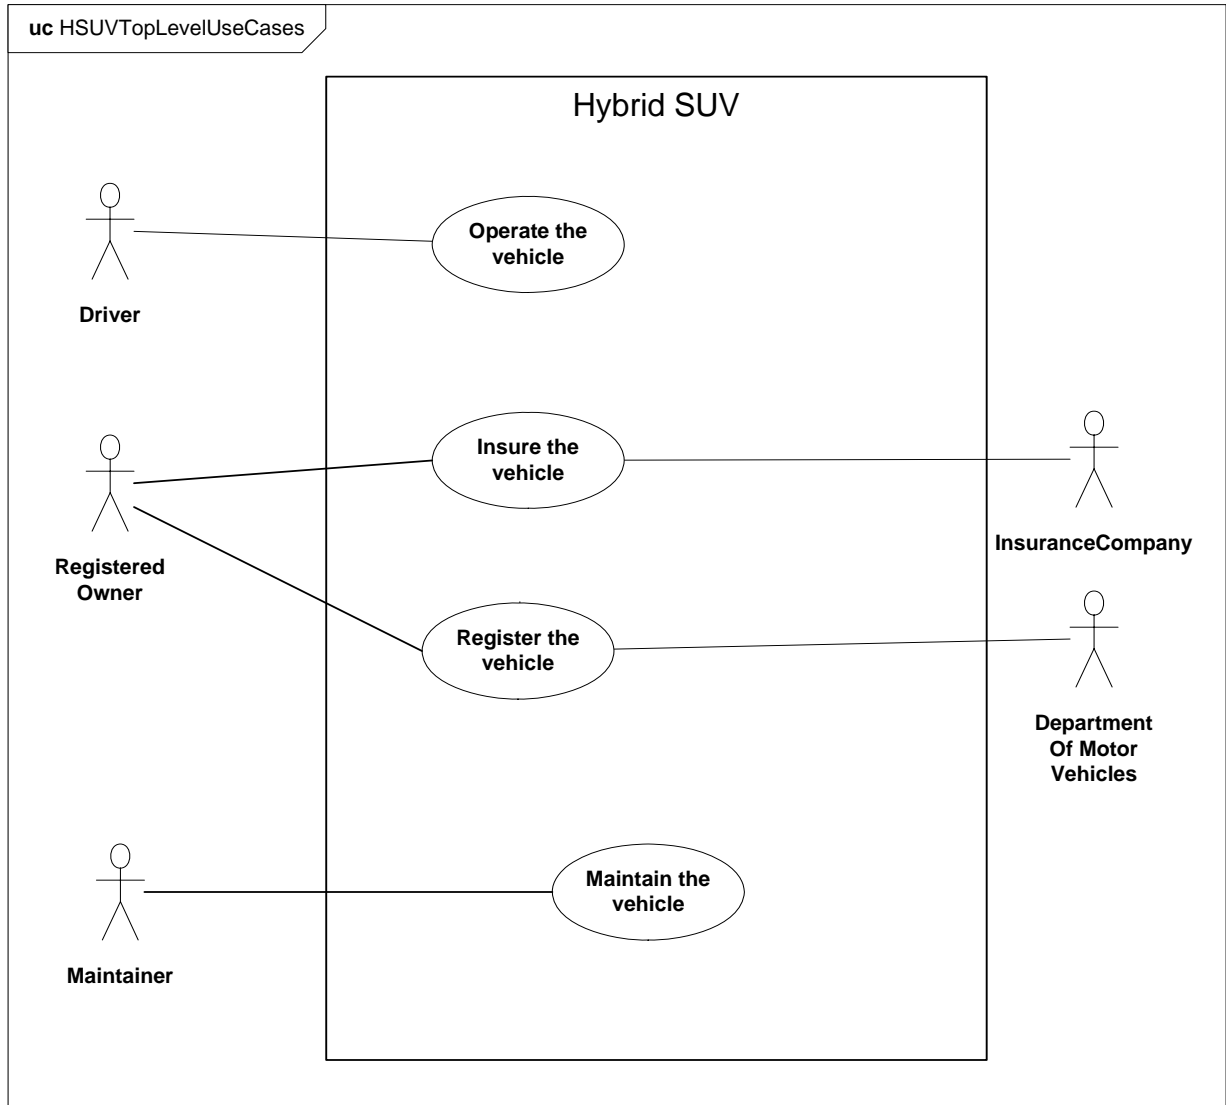 uc HSUVTopLevelUseCases
Hybrid SUV
Operate the
vehicle
Driver
Insure the
vehicle
Registered
Owner
InsuranceCompany
Register the
vehicle
Department
Of Motor
Vehicles
Maintain the
vehicle
Maintainer